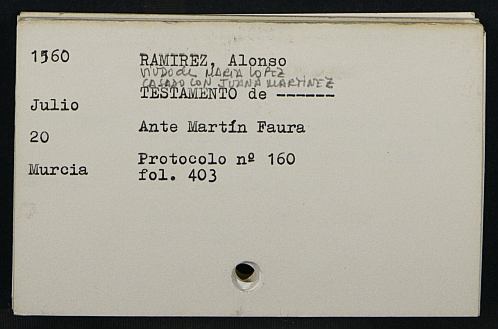 1560
RAMIREZ, Alonso
VIUDO de MARIA LOPEZ
CASADO CON JUANA MARTINEZ
TESTAMENTO de ------
Julio
20
Ante Martín Faura
Murcia
Protocolo nº 160
fol. 403